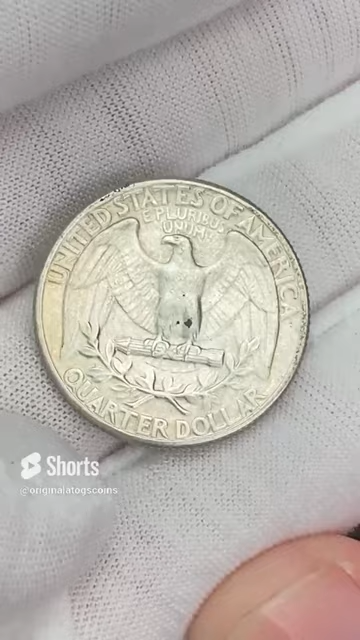 UNITED STATES OF AMERICA
E PLURIBUS
UNUM
QUARTER DOLLAR
Shorts
@originalatogscoins